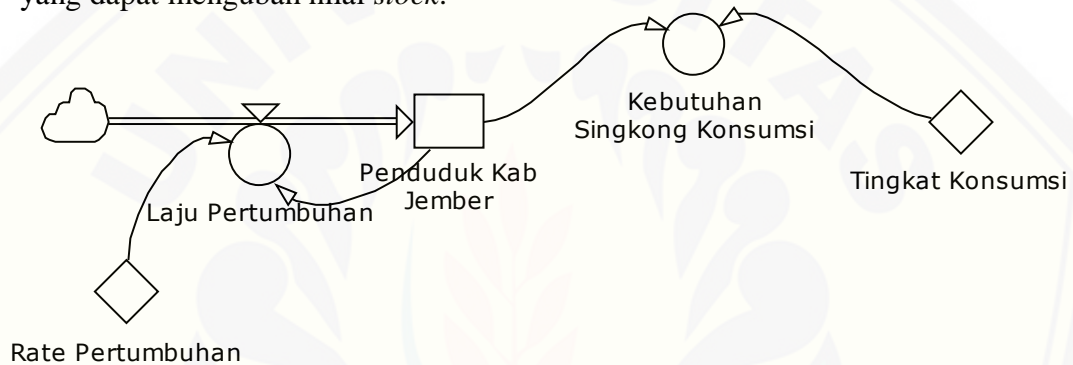 yang dapat mengubah nilai stock.
Kebutuhan
Singkong Konsumsi
Penduduk Kab
Jember
Tingkat Konsumsi
Laju Pertumbuhan
Rate Pertumbuhan